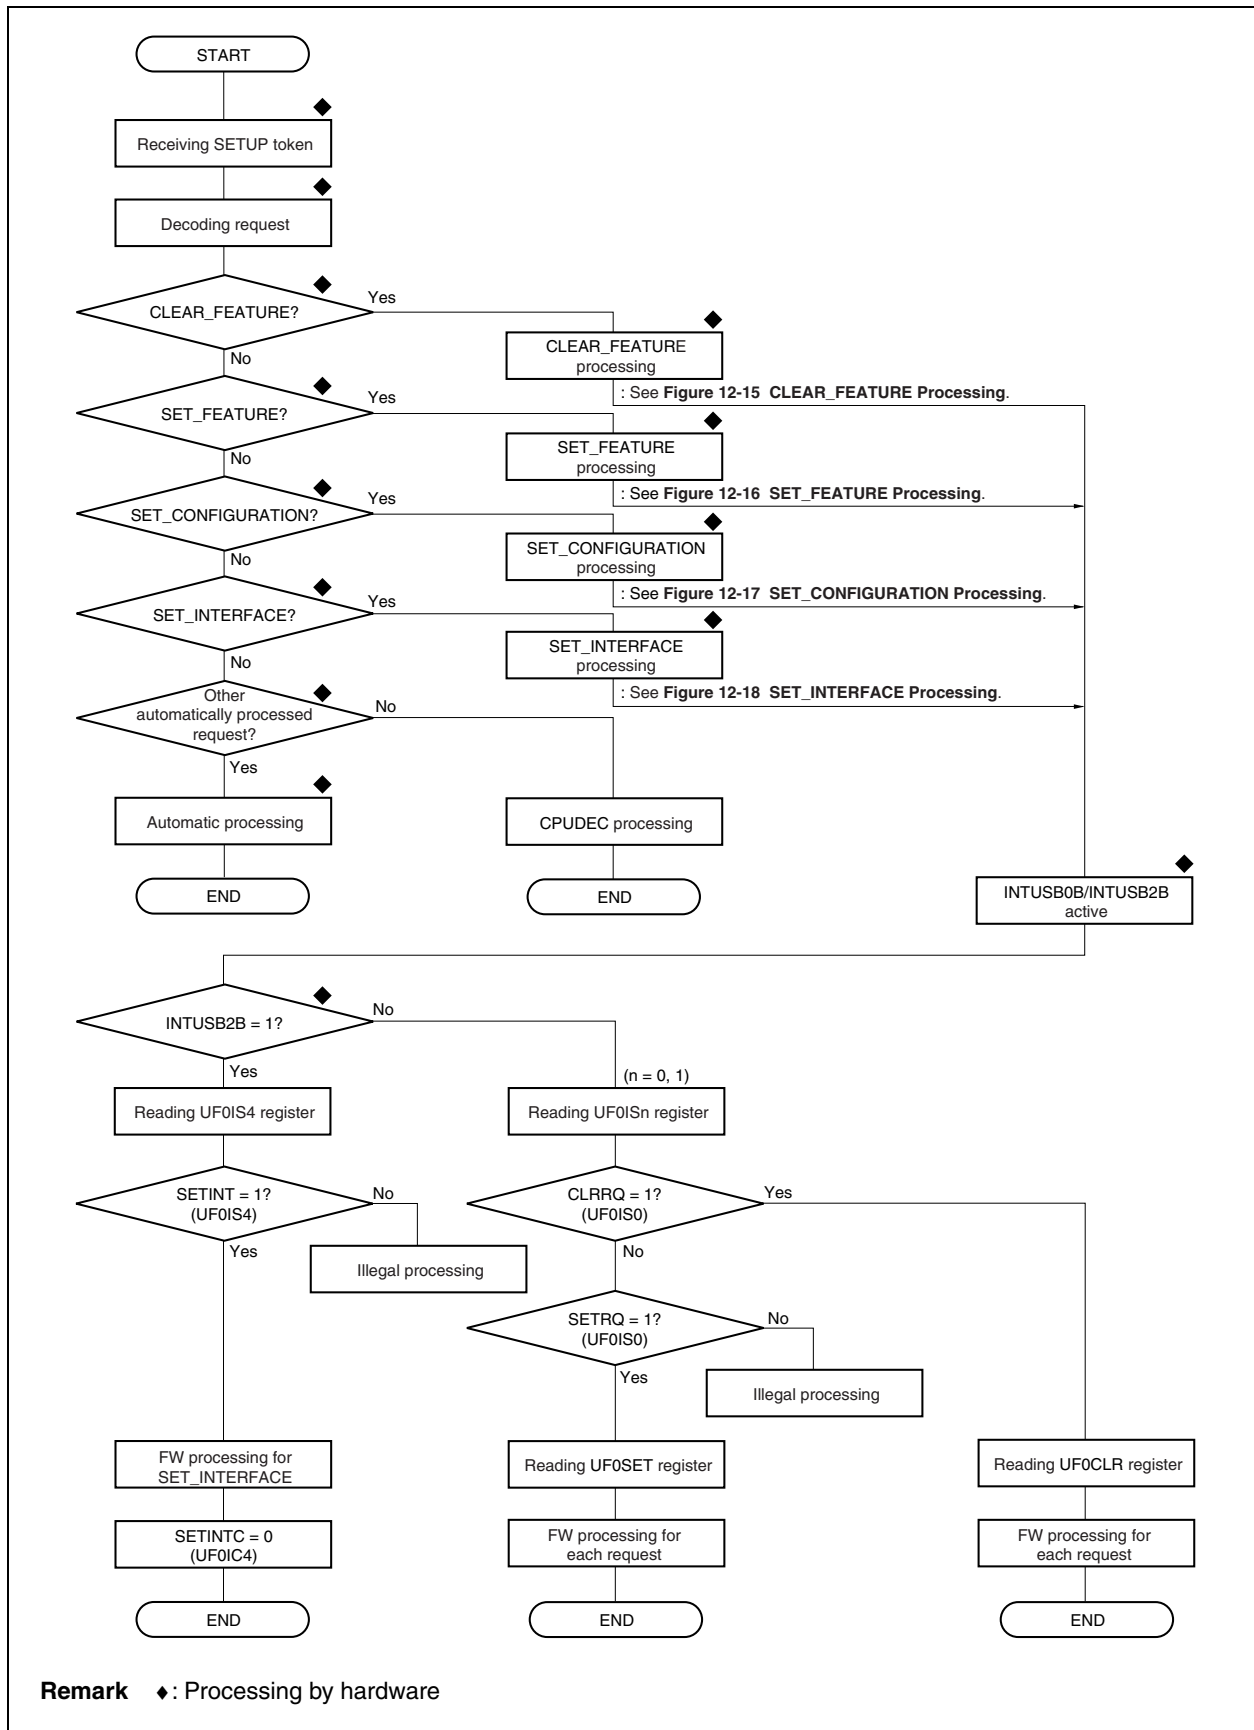 START
Receiving SETUP token
Decoding request
CLEAR_FEATURE?
Yes
No
CLEAR_FEATURE
processing
: See Figure 12-15 CLEAR_FEATURE Processing.
SET_FEATURE?
Yes
No
SET_FEATURE
processing
: See Figure 12-16 SET_FEATURE Processing.
SET_CONFIGURATION?
Yes
No
SET_CONFIGURATION
processing
: See Figure 12-17 SET_CONFIGURATION Processing.
SET_INTERFACE?
Yes
No
SET_INTERFACE
processing
: See Figure 12-18 SET_INTERFACE Processing.
Other
automatically processed
request?
No
Yes
Automatic processing
CPUDEC processing
END
END
INTUSB0B/INTUSB2B
active
INTUSB2B = 1?
No
Yes
(n = 0, 1)
Reading UF0IS4 register
Reading UF0ISn register
SETINT = 1?
(UF0IS4)
No
Yes
Illegal processing
CLRRQ = 1?
(UF0IS0)
Yes
No
SETRQ = 1?
(UF0IS0)
No
Yes
Illegal processing
FW processing for
SET_INTERFACE
Reading UF0SET register
Reading UF0CLR register
SETINTC = 0
(UF0IC4)
FW processing for
each request
FW processing for
each request
END
END
END
Remark ♦: Processing by hardware